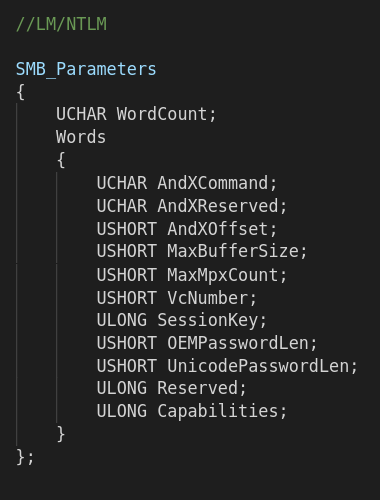 //LM/NTLM
SMB_Parameters
{
UCHAR WordCount;
Words
{
UCHAR AndXCommand;
UCHAR AndXReserved;
USHORT AndXOffset;
USHORT MaxBufferSize;
USHORT MaxMpxCount;
USHORT VcNumber;
ULONG SessionKey;
USHORT OEMPasswordLen;
USHORT UnicodePasswordLen;
ULONG Reserved;
ULONG Capabilities;
}
};